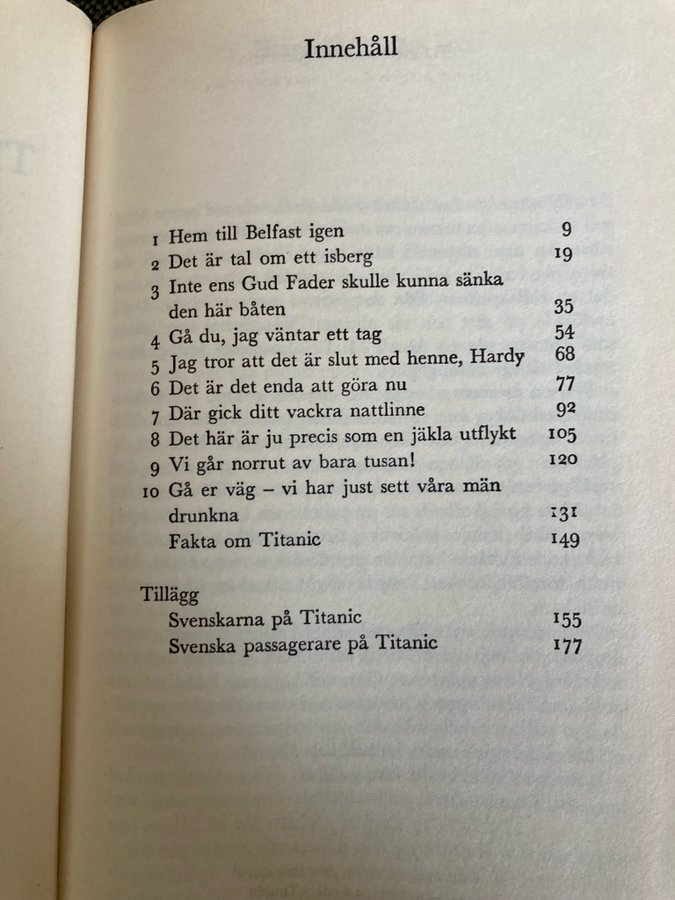 Innehåll
1 Hem till Belfast igen 9
2 Det är tal om ett isberg 19
3 Inte ens Gud Fader skulle kunna sänka
den här båten 35
4 Gå du, jag väntar ett tag 54
5 Jag tror att det är slut med henne, Hardy 68
6 Det är det enda att göra nu 77
7 Där gick ditt vackra nattlinne 92
8 Det här är ju precis som en jäkla utflykt 105
9 Vi går norrut av bara tusan! 120
10 Gå er väg – vi har just sett våra män
drunkna 131
Fakta om Titanic 149
Tillägg
Svenskarna på Titanic 155
Svenska passagerare på Titanic 177